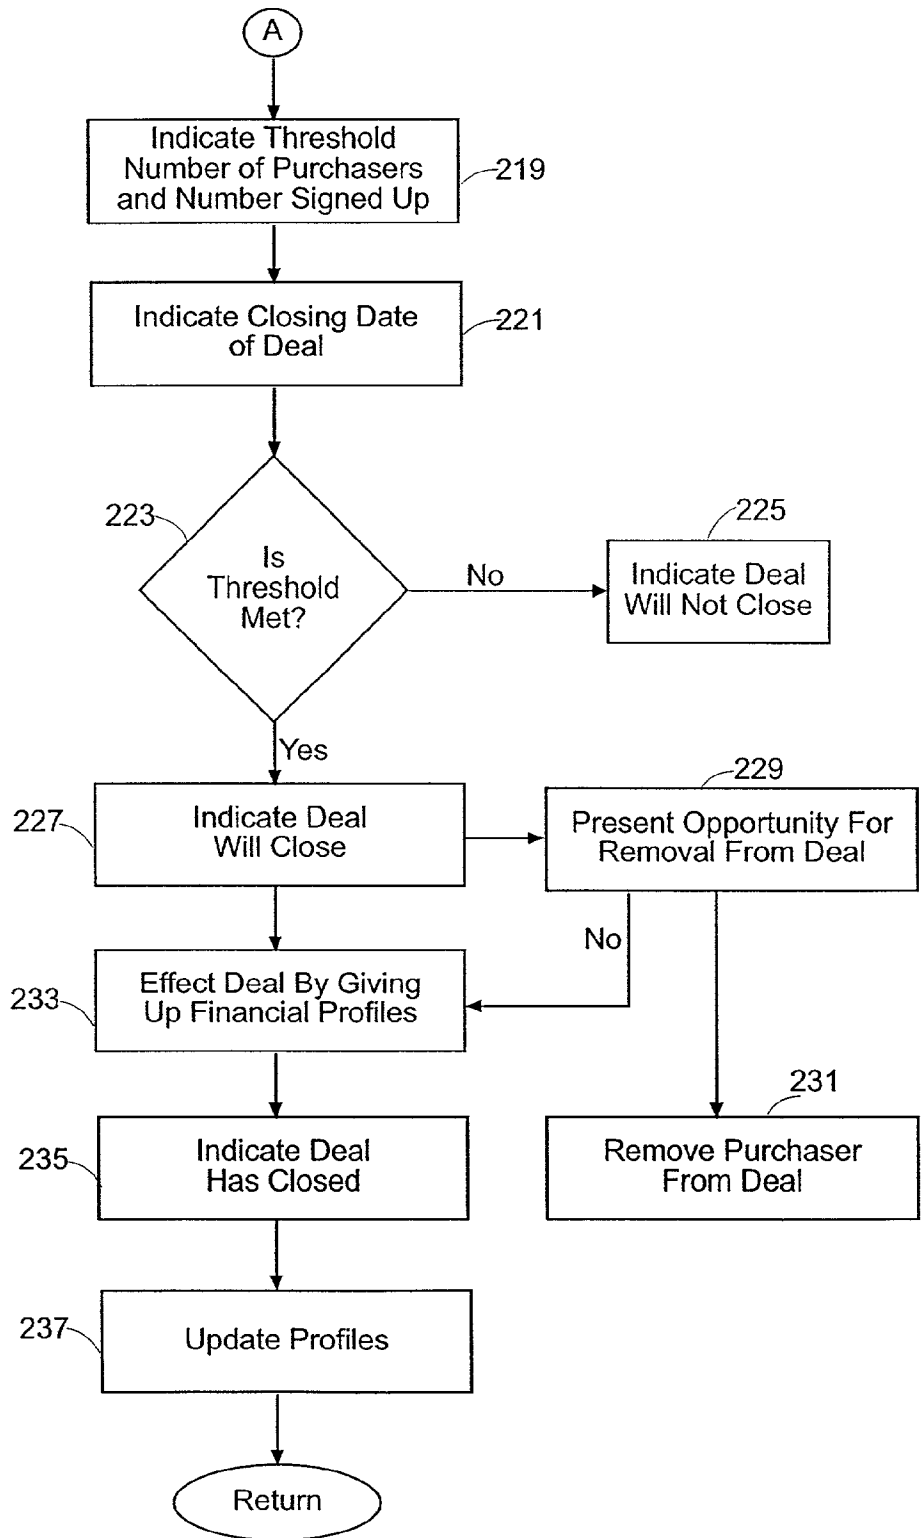 A
Indicate Threshold
Number of Purchasers
and Number Signed Up
219
Indicate Closing Date
of Deal
221
223
Is
Threshold
Met?
No
225
Indicate Deal
Will Not Close
Yes
227
Indicate Deal
Will Close
229
Present Opportunity For
Removal From Deal
No
233
Effect Deal By Giving
Up Financial Profiles
231
235
Indicate Deal
Has Closed
Remove Purchaser
From Deal
237
Update Profiles
Return